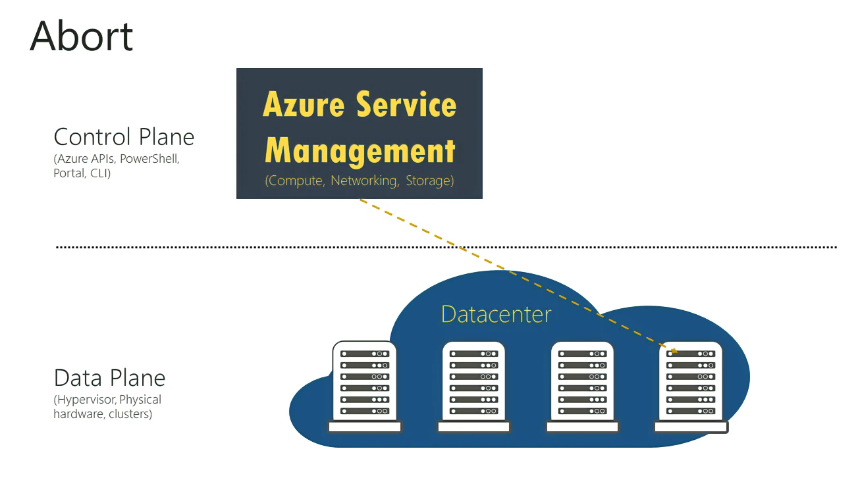 Abort
Azure Service
Management
(Compute, Networking, Storage)
Control Plane
(Azure APIs, PowerShell,
Portal, CLI)
Datacenter
Data Plane
(Hypervisor, Physical
hardware, clusters)